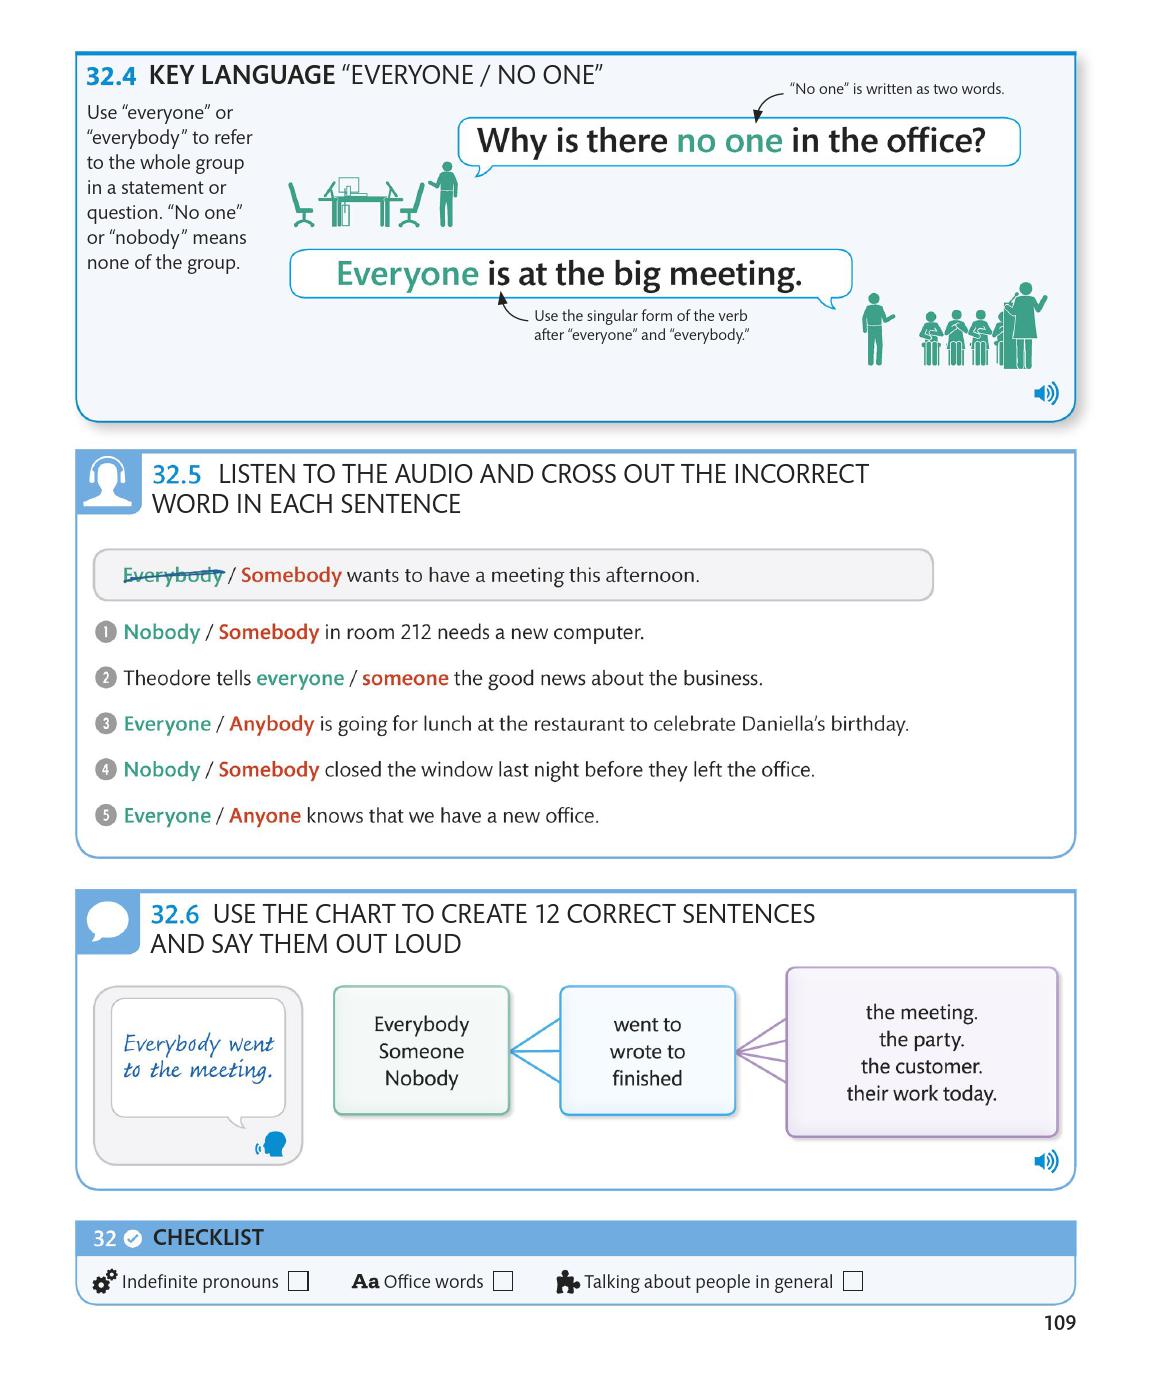 32.4 KEY LANGUAGE “EVERYONE / NO ONE”
Use “everyone” or
“everybody” to refer
to the whole group
in a statement or
question. “No one”
or “nobody” means
none of the group.
“No one” is written as two words.
Why is there no one in the office?
Everyone is at the big meeting.
Use the singular form of the verb
after “everyone” and “everybody.”
32.5 LISTEN TO THE AUDIO AND CROSS OUT THE INCORRECT
WORD IN EACH SENTENCE
Everybody / Somebody wants to have a meeting this afternoon.
1 Nobody / Somebody in room 212 needs a new computer.
2 Theodore tells everyone / someone the good news about the business.
3 Everyone / Anybody is going for lunch at the restaurant to celebrate Daniella’s birthday.
4 Nobody / Somebody closed the window last night before they left the office.
5 Everyone / Anyone knows that we have a new office.
32.6 USE THE CHART TO CREATE 12 CORRECT SENTENCES
AND SAY THEM OUT LOUD
Everybody went
to the meeting.
Everybody
Someone
Nobody
went to
wrote to
finished
the meeting.
the party.
the customer.
their work today.
32 CHECKLIST
Indefinite pronouns
Aa Office words
Talking about people in general
109